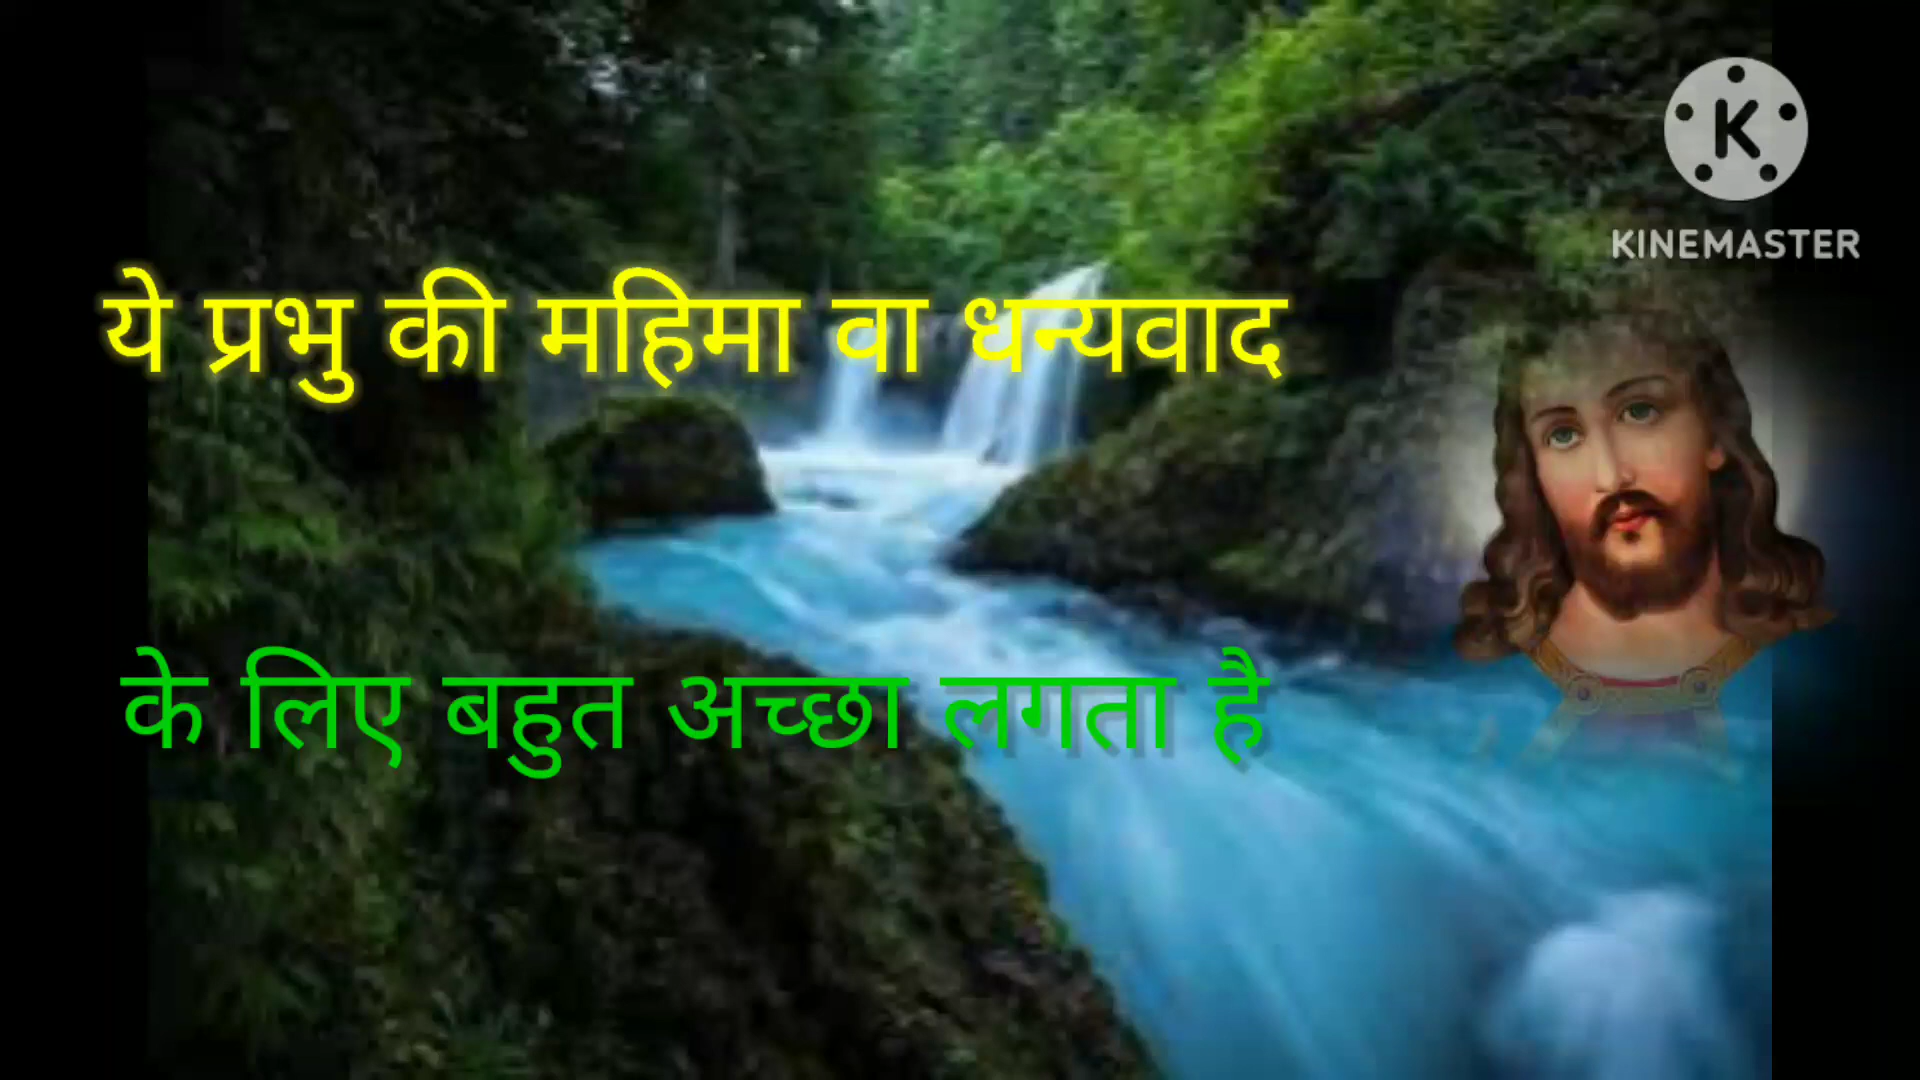 KINEMASTER
ये प्रभु की महिमा वा धन्यवाद
के लिए बहुत अच्छा लगता है